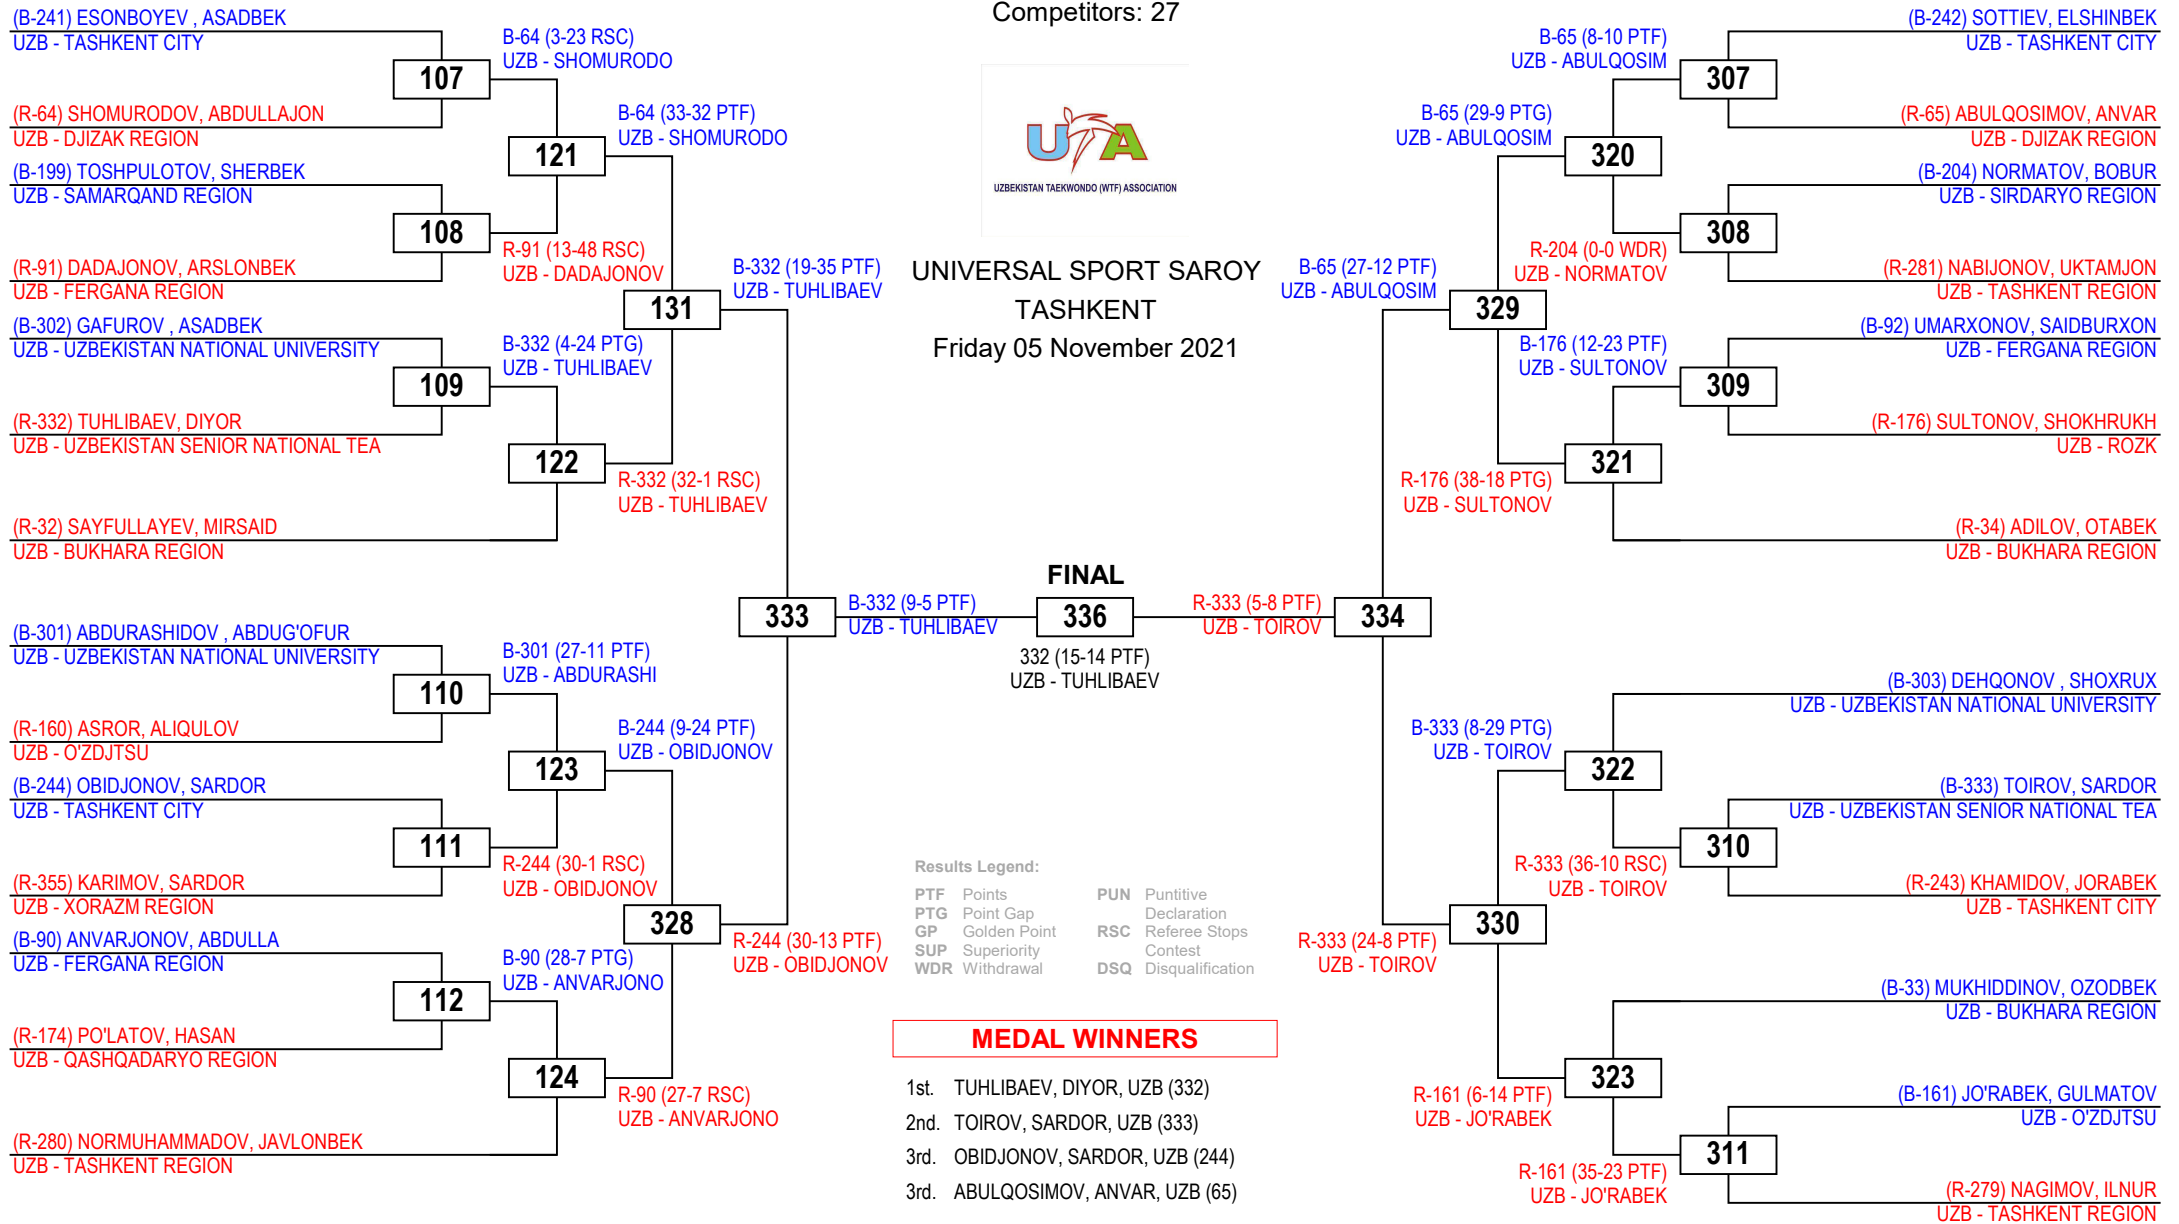 Competitors: 27
(B-241) ESONBOYEV , ASADBEK
UZB - TASHKENT CITY
107
(R-64) SHOMURODOV, ABDULLAJON
UZB - DJIZAK REGION
(B-199) TOSHPULOTOV, SHERBEK
UZB - SAMARQAND REGION
108
(R-91) DADAJONOV, ARSLONBEK
UZB - FERGANA REGION
(B-302) GAFUROV , ASADBEK
UZB - UZBEKISTAN NATIONAL UNIVERSITY
109
(R-332) TUHLIBAEV, DIYOR
UZB - UZBEKISTAN SENIOR NATIONAL TEA
(R-32) SAYFULLAYEV, MIRSAID
UZB - BUKHARA REGION
(B-301) ABDURASHIDOV , ABDUG'OFUR
UZB - UZBEKISTAN NATIONAL UNIVERSITY
110
(R-160) ASROR, ALIQULOV
UZB - O'ZDJTSU
(B-244) OBIDJONOV, SARDOR
UZB - TASHKENT CITY
111
(R-355) KARIMOV, SARDOR
UZB - XORAZM REGION
(B-90) ANVARJONOV, ABDULLA
UZB - FERGANA REGION
112
(R-174) PO'LATOV, HASAN
UZB - QASHQADARYO REGION
(R-280) NORMUHAMMADOV, JAVLONBEK
UZB - TASHKENT REGION
B-64 (3-23 RSC)
UZB - SHOMURODO
121
R-91 (13-48 RSC)
UZB - DADAJONOV
B-332 (4-24 PTG)
UZB - TUHLIBAEV
122
B-301 (27-11 PTF)
UZB - ABDURASHI
123
R-244 (30-1 RSC)
UZB - OBIDJONOV
B-90 (28-7 PTG)
UZB - ANVARJONO
124
B-64 (33-32 PTF)
UZB - SHOMURODO
131
R-332 (32-1 RSC)
UZB - TUHLIBAEV
B-244 (9-24 PTF)
UZB - OBIDJONOV
328
R-90 (27-7 RSC)
UZB - ANVARJONO
B-332 (19-35 PTF)
UZB - TUHLIBAEV
333
R-244 (30-13 PTF)
UZB - OBIDJONOV
B-332 (9-5 PTF)
UZB - TUHLIBAEV
UTA
UZBEKISTAN TAEKWONDO (WTF) ASSOCIATION
UNIVERSAL SPORT SAROY
TASHKENT
Friday 05 November 2021
FINAL
336
332 (15-14 PTF)
UZB - TUHLIBAEV
R-333 (5-8 PTF)
UZB - TOIROV
334
B-65 (27-12 PTF)
UZB - ABULQOSIM
R-333 (24-8 PTF)
UZB - TOIROV
B-65 (29-9 PTG)
UZB - ABULQOSIM
329
R-176 (38-18 PTG)
UZB - SULTONOV
B-333 (8-29 PTG)
UZB - TOIROV
330
R-161 (6-14 PTF)
UZB - JO'RABEK
B-65 (8-10 PTF)
UZB - ABULQOSIM
320
R-204 (0-0 WDR)
UZB - NORMATOV
B-176 (12-23 PTF)
UZB - SULTONOV
321
322
R-333 (36-10 RSC)
UZB - TOIROV
323
R-161 (35-23 PTF)
UZB - JO'RABEK
(B-242) SOTTIEV, ELSHINBEK
UZB - TASHKENT CITY
307
(R-65) ABULQOSIMOV, ANVAR
UZB - DJIZAK REGION
(B-204) NORMATOV, BOBUR
UZB - SIRDARYO REGION
308
(R-281) NABIJONOV, UKTAMJON
UZB - TASHKENT REGION
(B-92) UMARXONOV, SAIDBURXON
UZB - FERGANA REGION
309
(R-176) SULTONOV, SHOKHRUKH
UZB - ROZK
(R-34) ADILOV, OTABEK
UZB - BUKHARA REGION
(B-303) DEHQONOV , SHOXRUX
UZB - UZBEKISTAN NATIONAL UNIVERSITY
(B-333) TOIROV, SARDOR
UZB - UZBEKISTAN SENIOR NATIONAL TEA
310
(R-243) KHAMIDOV, JORABEK
UZB - TASHKENT CITY
(B-33) MUKHIDDINOV, OZODBEK
UZB - BUKHARA REGION
(B-161) JO'RABEK, GULMATOV
UZB - O'ZDJTSU
311
(R-279) NAGIMOV, ILNUR
UZB - TASHKENT REGION
Results Legend:
PTF Points
PTG Point Gap
GP Golden Point
SUP Superiority
WDR Withdrawal
PUN Puntitive
Declaration
RSC Referee Stops
Contest
DSQ Disqualification
MEDAL WINNERS
1st. TUHLIBAEV, DIYOR, UZB (332)
2nd. TOIROV, SARDOR, UZB (333)
3rd. OBIDJONOV, SARDOR, UZB (244)
3rd. ABULQOSIMOV, ANVAR, UZB (65)